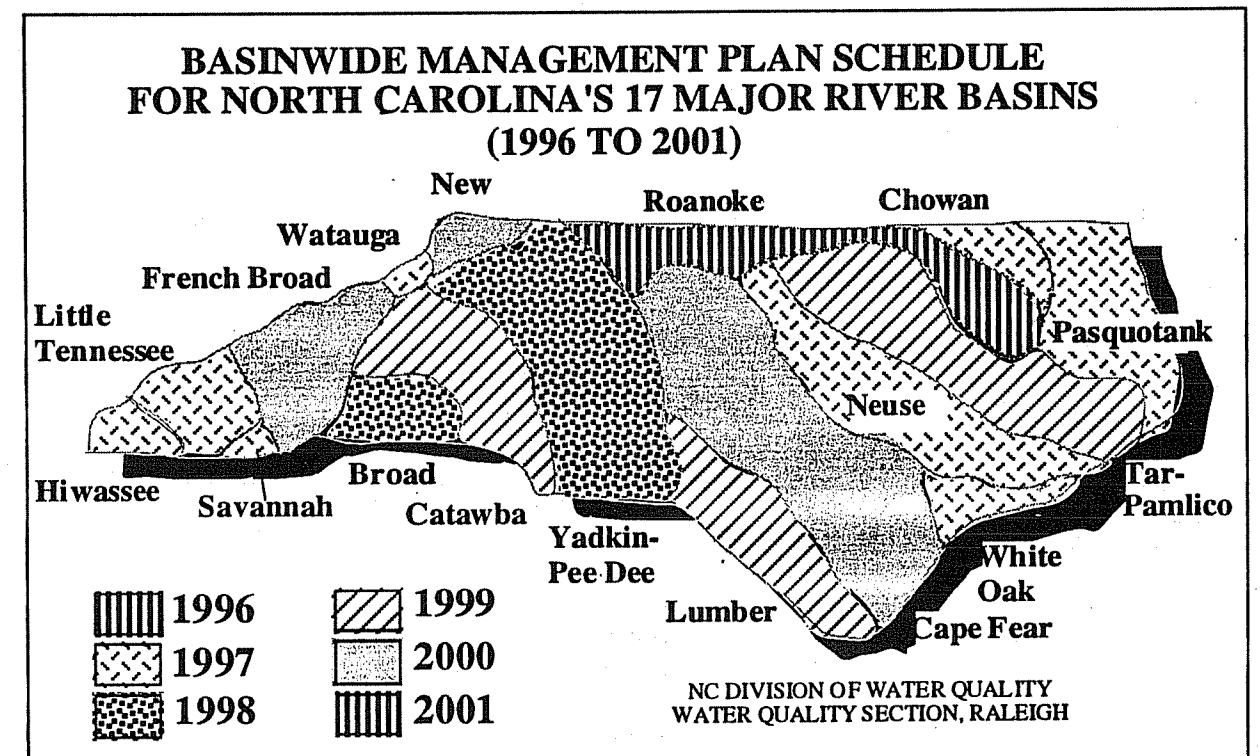 BASINWIDE MANAGEMENT PLAN SCHEDULE
FOR NORTH CAROLINA'S 17 MAJOR RIVER BASINS
(1996 TO 2001)
New
Roanoke
Chowan
Watauga
French Broad
Little
Tennessee
Pasquotank
Neuse
Hiwassee
Savannah
Broad
Catawba
Yadkin-
Pee Dee
Tar-
Pamlico
White
Oak
Lumber
Cape Fear
1996
1997
1998
1999
2000
2001
NC DIVISION OF WATER QUALITY
WATER QUALITY SECTION, RALEIGH